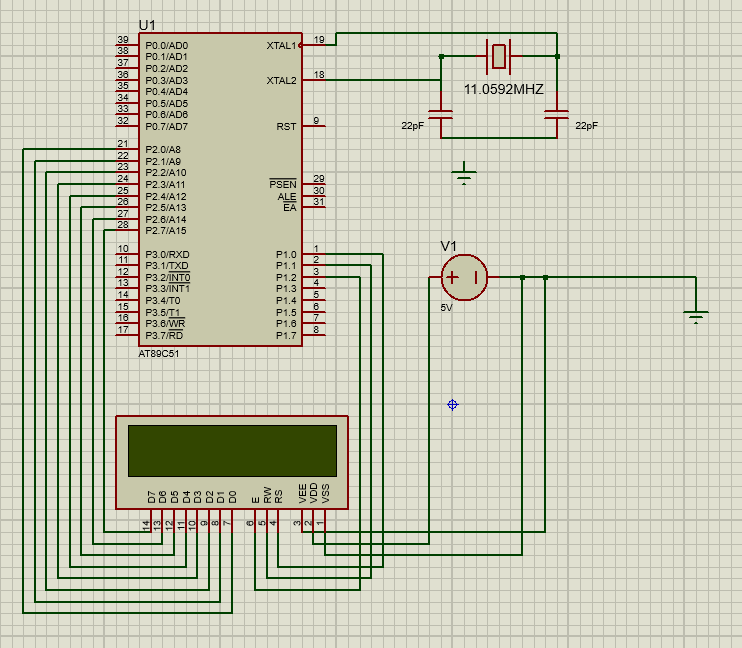 U1
39 P0.0/AD0 XTAL1 19
38 P0.1/AD1
37 P0.2/AD2
36 P0.3/AD3 XTAL2 18
35 P0.4/AD4
34 P0.5/AD5
33 P0.6/AD6
32 P0.7/AD7 RST 9
21 P2.0/A8
22 P2.1/A9
23 P2.2/A10
24 P2.3/A11 PSEN 29
25 P2.4/A12 ALE 30
26 P2.5/A13 EA 31
27 P2.6/A14
28 P2.7/A15
10 P3.0/RXD P1.0 1
11 P3.1/TXD P1.1 2
12 P3.2/INT0 P1.2 3
13 P3.3/INT1 P1.3 4
14 P3.4/T0 P1.4 5
15 P3.5/T1 P1.5 6
16 P3.6/WR P1.6 7
17 P3.7/RD P1.7 8
AT89C51
11.0592MHZ
22pF 22pF
V1
+
5V
D7 D6 D5 D4 D3 D2 D1 D0 E RW RS VEE VDD VSS
14 13 12 11 10 9 8 7 6 5 4 3 2 1